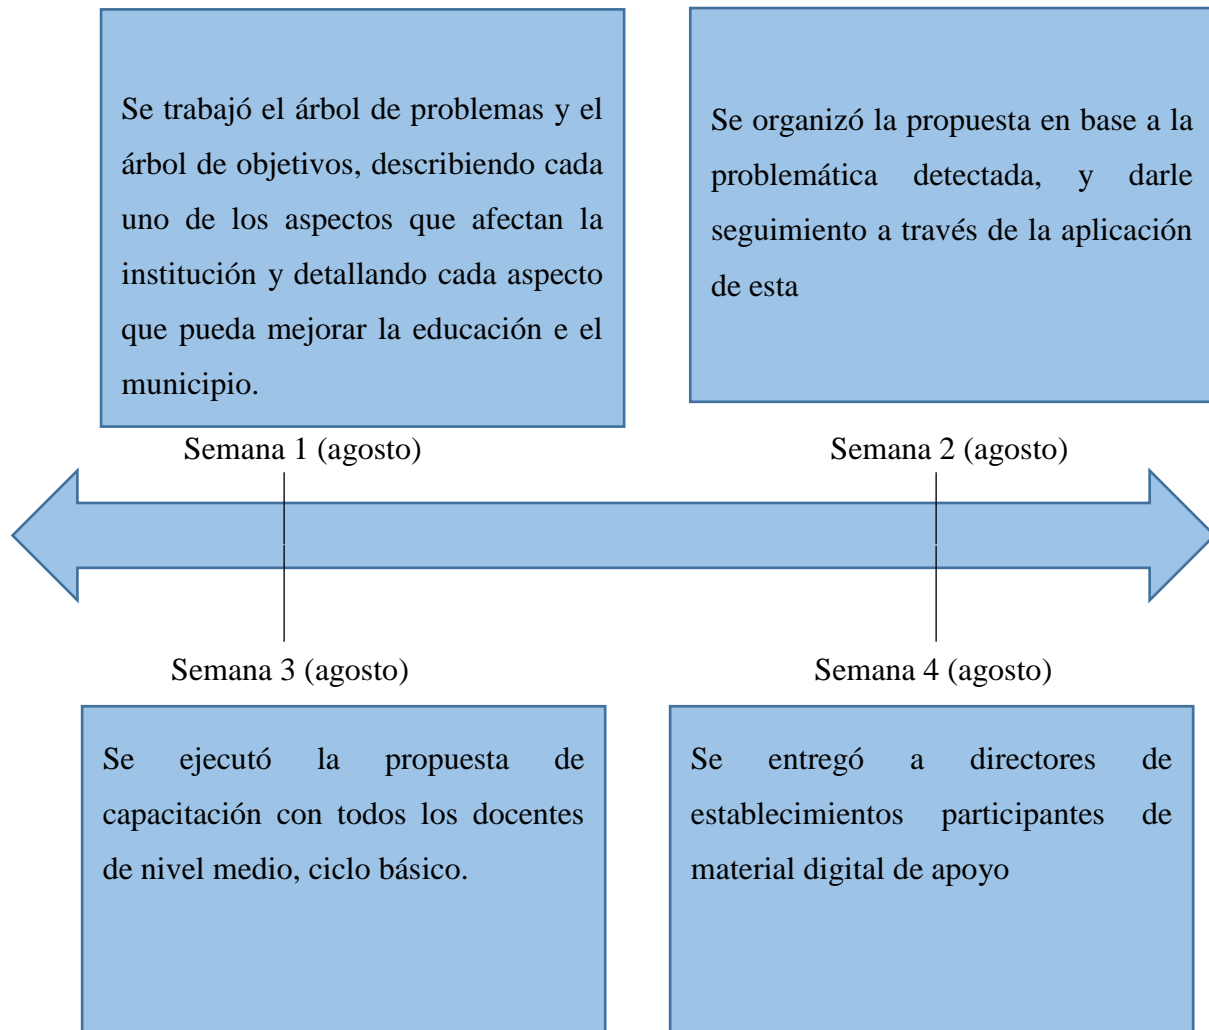 Se trabajó el árbol de problemas y el
árbol de objetivos, describiendo cada
uno de los aspectos que afectan la
institución y detallando cada aspecto
que pueda mejorar la educación e el
municipio.
Se organizó la propuesta en base a la
problemática detectada, y darle
seguimiento a través de la aplicación
de esta
Semana 1 (agosto)
Semana 2 (agosto)
Semana 3 (agosto)
Semana 4 (agosto)
Se ejecutó la propuesta de
capacitación con todos los docentes
de nivel medio, ciclo básico.
Se entregó a directores de
establecimientos participantes de
material digital de apoyo